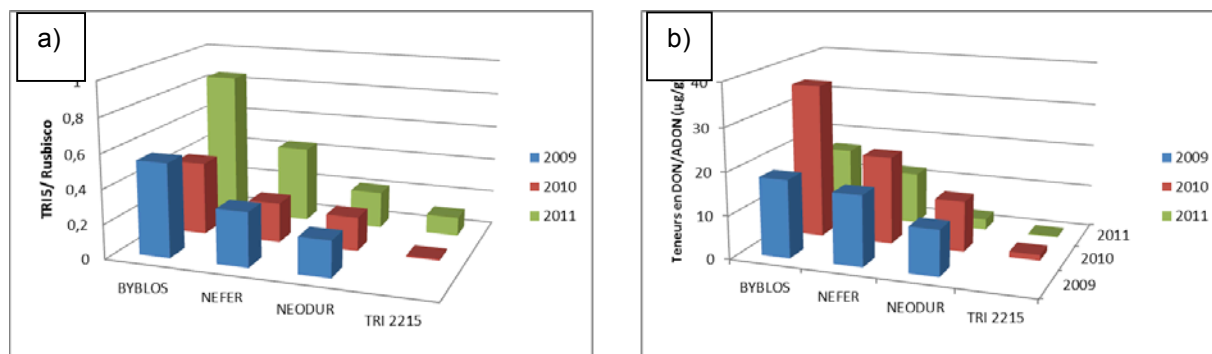 a)
1
0,8
0,6
0,4
0,2
0
TRI5/ Rusbisco
BYBLOS
NEFER
NEODUR
TRI 2215
2009
2010
2011
b)
40
30
20
10
0
Teneurs en DON/ADON (µg/g
BYBLOS
NEFER
NEODUR
TRI 2215
2009
2010
2011
2009
2010
2011